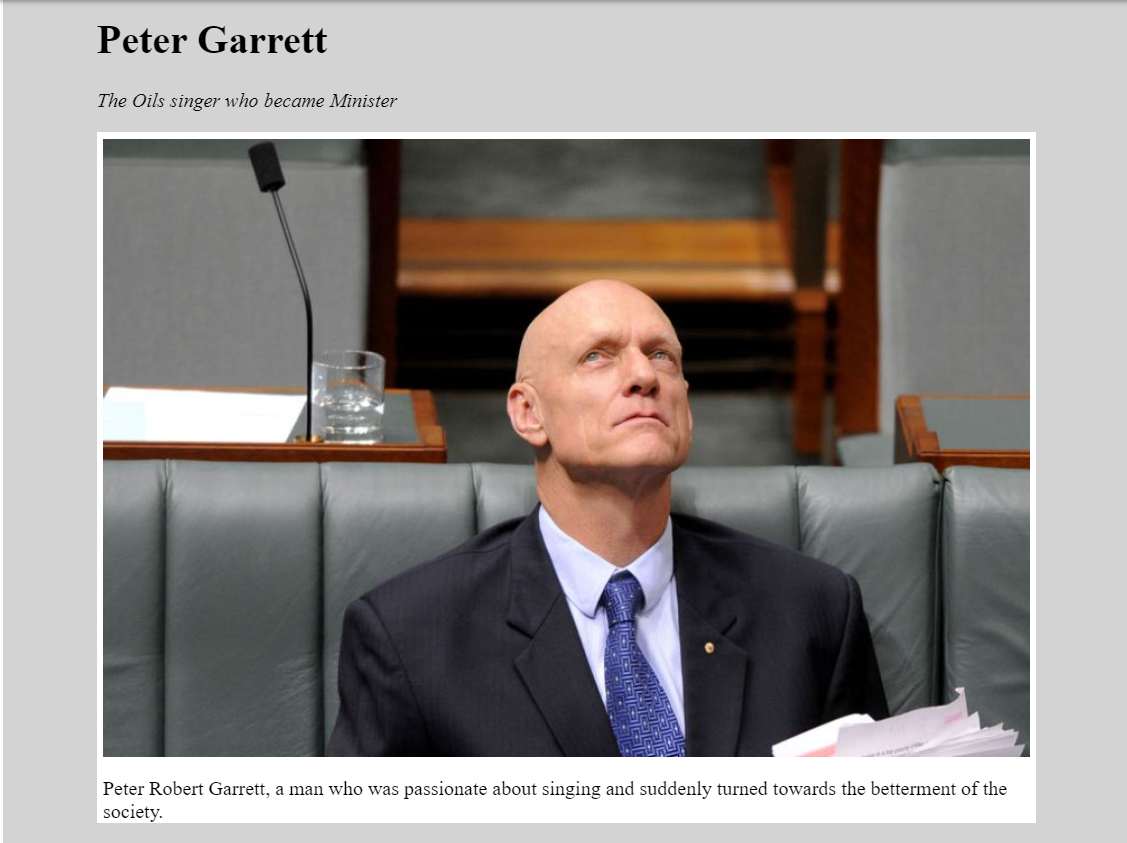 Peter Garrett
The Oils singer who became Minister
Peter Robert Garrett, a man who was passionate about singing and suddenly turned towards the betterment of the
society.